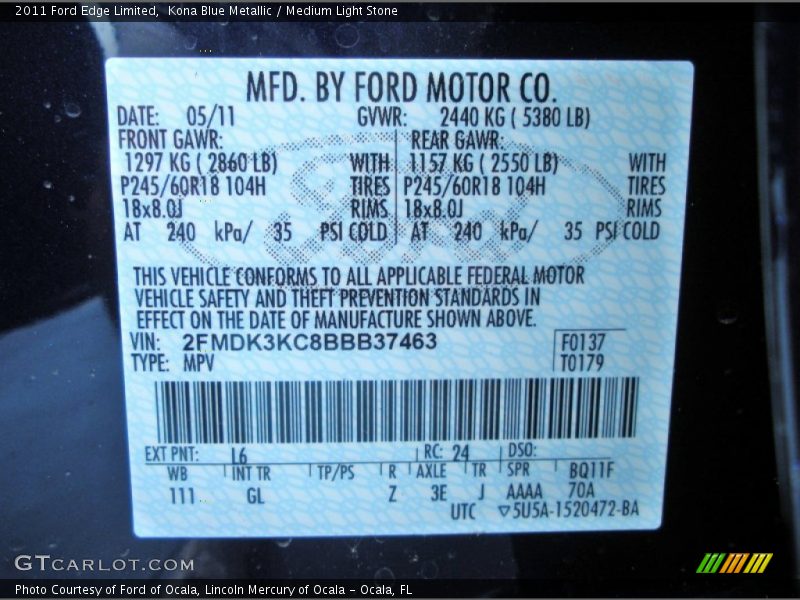 2011 Ford Edge Limited,  Kona Blue Metallic / Medium Light Stone
MFD. BY FORD MOTOR CO.
DATE: 05/11 GVWR: 2440 KG ( 5380 LB)
FRONT GAWR: REAR GAWR:
1297 KG ( 2860 LB) WITH 1157 KG ( 2550 LB) WITH
P245/60R18 104H TIRES P245/60R18 104H TIRES
18x8.0J RIMS 18x8.0J RIMS
AT 240 kPa/ 35 PSI COLD AT 240 kPa/ 35 PSI COLD
THIS VEHICLE CONFORMS TO ALL APPLICABLE FEDERAL MOTOR
VEHICLE SAFETY AND THEFT PREVENTION STANDARDS IN
EFFECT ON THE DATE OF MANUFACTURE SHOWN ABOVE.
VIN: 2FMDK3KC8BBB37463 F0137
TYPE: MPV T0179
EXT PNT: L6 RC: 24 DSO:
WB INT TR TP/PS R AXLE TR SPR BQ11F
111 GL Z 3E J AAAA 70A
UTC ▽5U5A-1520472-BA
GTCARLOT.COM
Photo Courtesy of Ford of Ocala, Lincoln Mercury of Ocala – Ocala, FL